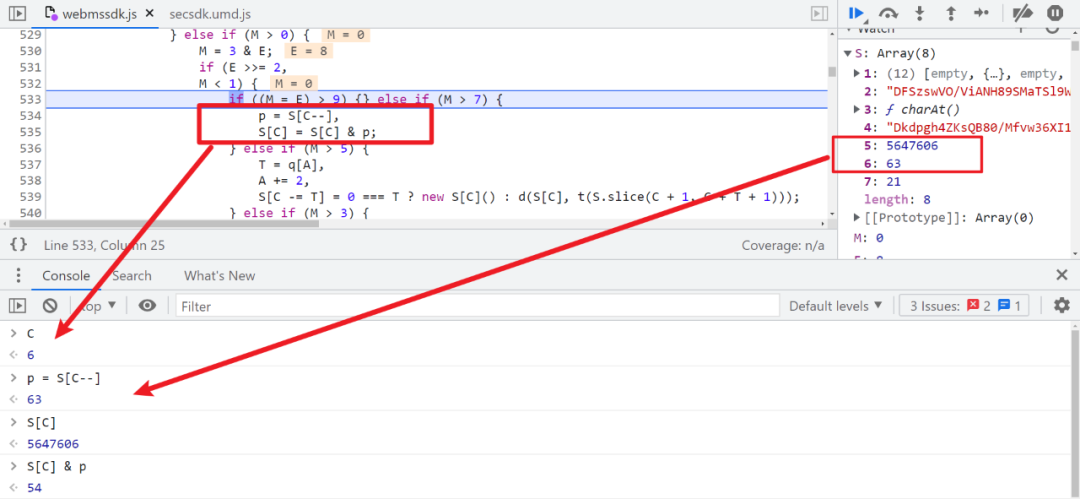 webmssdk.js × secsdk.umd.js
529 } else if (M > 0) { M = 0
530 M = 3 & E; E = 8
531 if (E >>= 2,
532 M < 1) { M = 0
533 if ((M = E) > 9) {} else if (M > 7) {
534 p = S[C--],
535 S[C] = S[C] & p;
536 } else if (M > 5) {
537 T = q[A],
538 A += 2,
539 S[C -= T] = 0 === T ? new S[C]() : d(S[C], t(S.slice(C + 1, C + T + 1)));
540 } else if (M > 3) {
{} Line 533, Column 25 Coverage: n/a
Watch
S: Array(8)
1: (12) [empty, {…}, empty,
2: "DFSzswVO/ViANH89SMaTSl9W
3: ƒ charAt()
4: "Dkdpgh4ZKsQB80/Mfvw36XI1
5: 5647606
6: 63
7: 21
length: 8
[[Prototype]]: Array(0)
M: 0
Console Search What's New
top Filter Default levels 3 Issues: 2 1
> C
6
> p = S[C--]
63
> S[C]
5647606
> S[C] & p
54